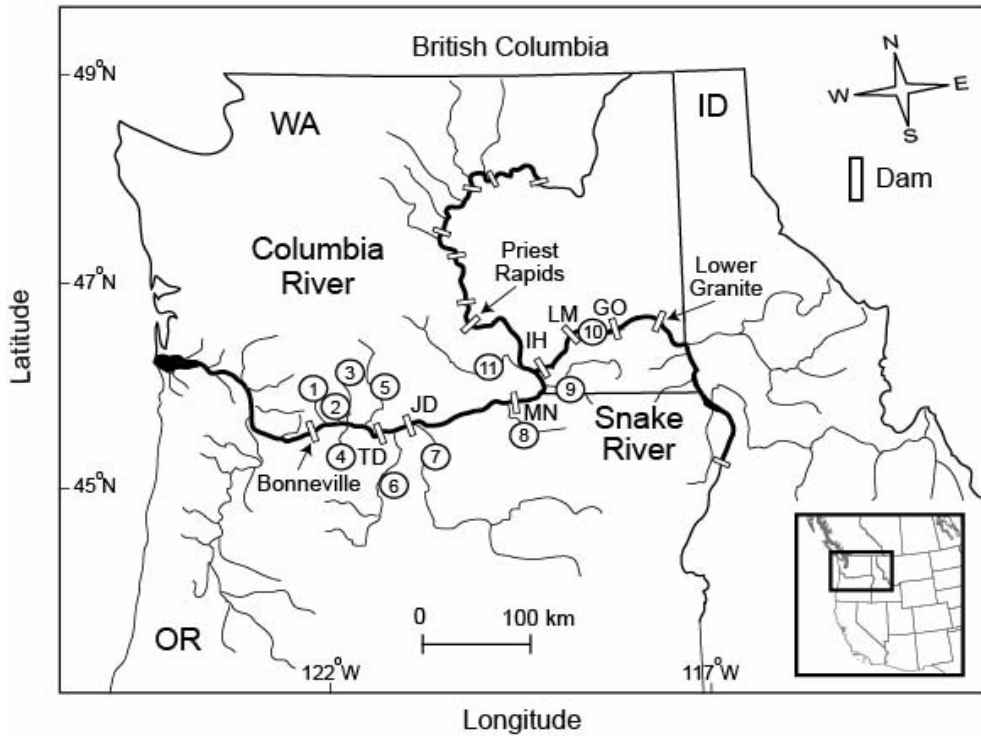 British Columbia
49°N
WA
ID
N
W
E
S
Dam
Columbia
River
Priest
Rapids
Lower
Granite
47°N
Latitude
LM
GO
10
IH
11
3
1
5
2
JD
9
MN
Snake
River
8
4
TD
7
Bonneville
6
45°N
0
100 km
OR
122°W
117°W
Longitude